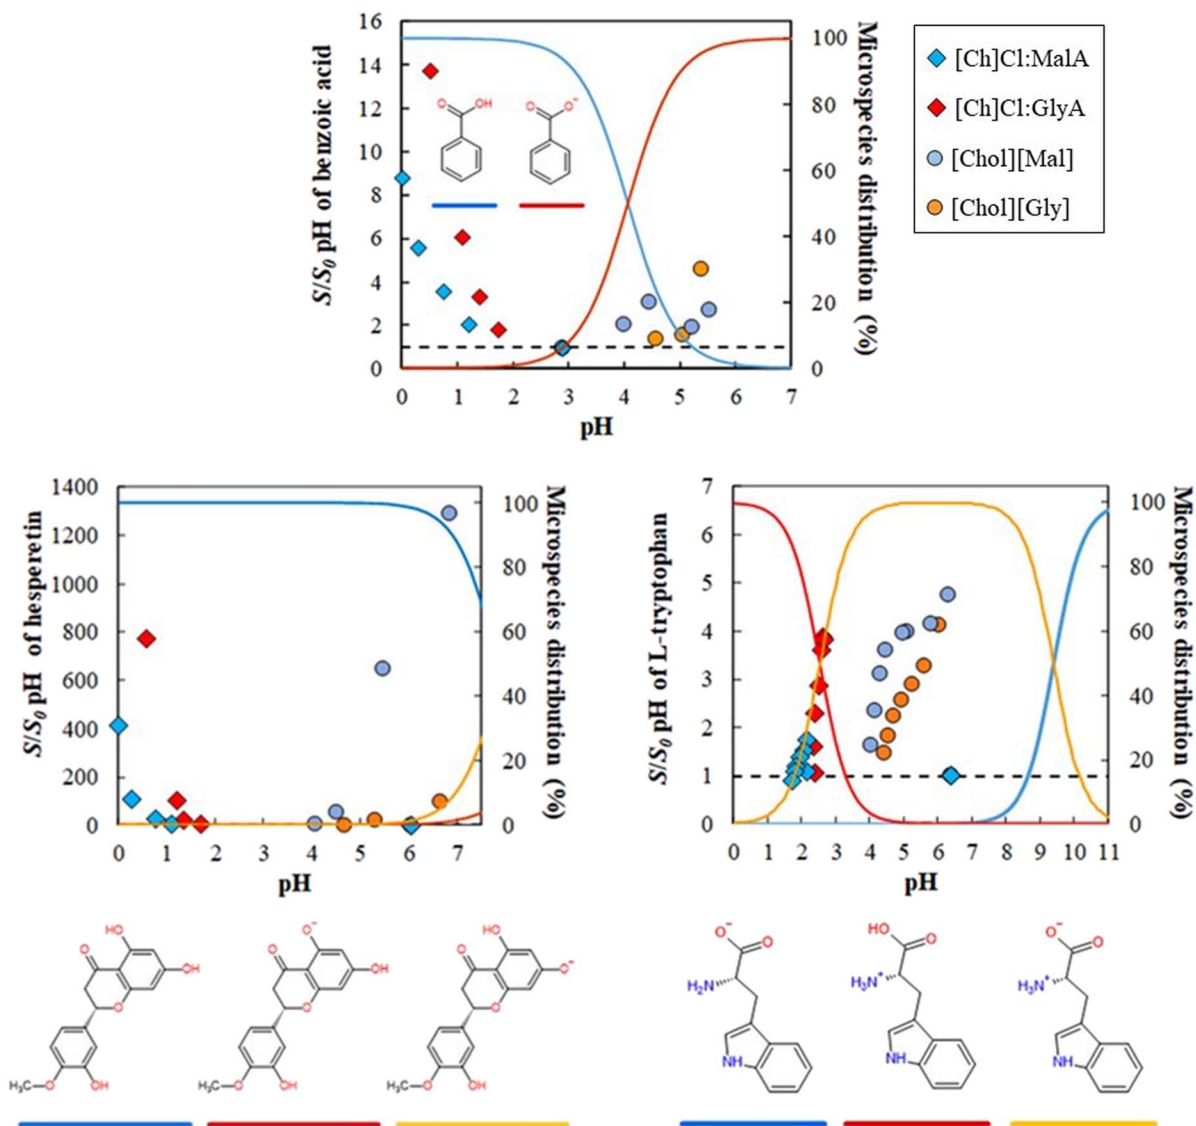 S/S0 pH of benzoic acid
16
14
12
10
8
6
4
2
0
0 1 2 3 4 5 6 7
pH
100
80
60
40
20
0
Microspecies distribution (%)
O OH
O O-
[Ch]Cl:MalA
[Ch]Cl:GlyA
[Chol][Mal]
[Chol][Gly]
S/S0 pH of hesperetin
1400
1200
1000
800
600
400
200
0
0 1 2 3 4 5 6 7
pH
100
80
60
40
20
0
Microspecies distribution (%)
S/S0 pH of L-tryptophan
7
6
5
4
3
2
1
0
0 1 2 3 4 5 6 7 8 9 10 11
pH
100
80
60
40
20
0
Microspecies distribution (%)
HO
O
OH
O
H3C O
OH
O-
O
OH
O
H3C O
OH
HO
O
O-
O
H3C O
OH
O-
O
H2N
NH
HO
O
H3N+
NH
O-
O
H3N+
NH